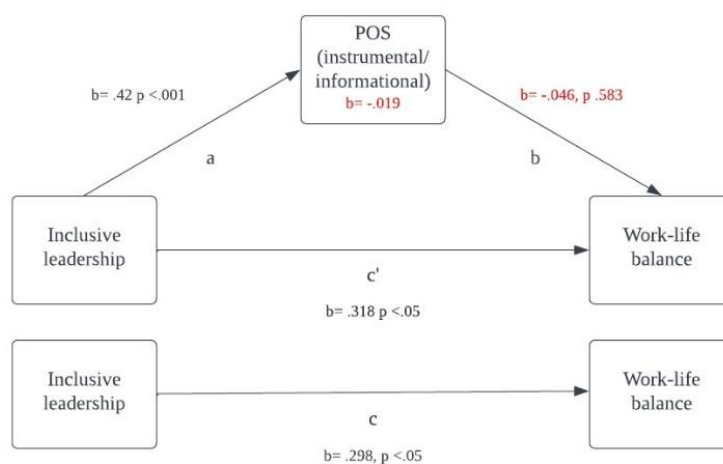 POS
(instrumental/
informational)
b= -.019
b= .42 p <.001
b= -.046, p .583
a
b
Inclusive
leadership
Work-life
balance
c'
b= .318 p <.05
Inclusive
leadership
Work-life
balance
c
b= .298, p <.05